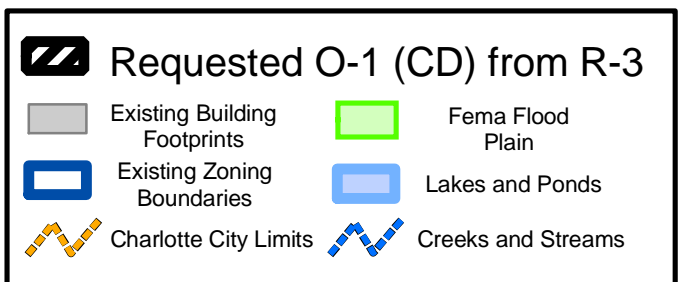 Requested O-1 (CD) from R-3
Existing Building
Footprints
Fema Flood
Plain
Existing Zoning
Boundaries
Lakes and Ponds
Charlotte City Limits
Creeks and Streams